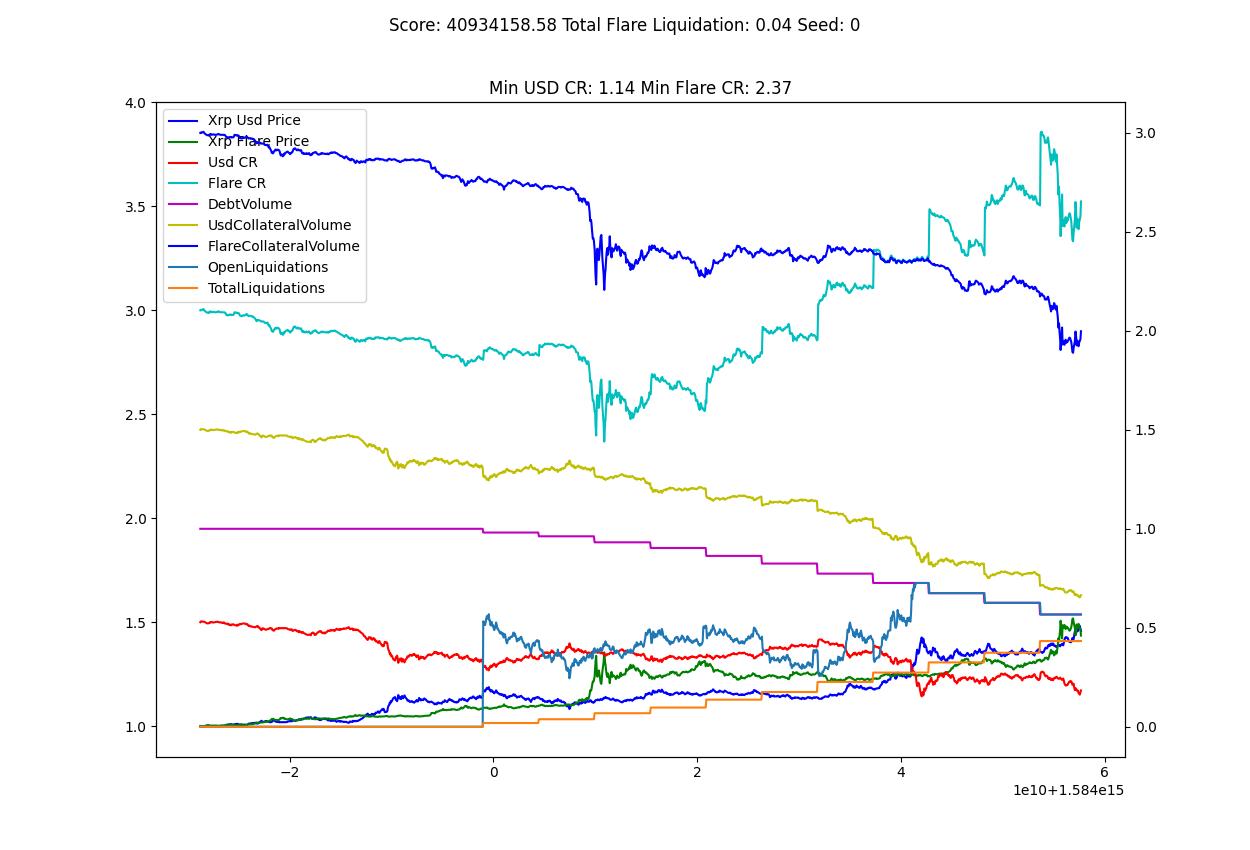 Score: 40934158.58 Total Flare Liquidation: 0.04 Seed: 0
Min USD CR: 1.14 Min Flare CR: 2.37
4.0
3.5
3.0
2.5
2.0
1.5
1.0
Xrp Usd Price
Xrp Flare Price
Usd CR
Flare CR
DebtVolume
UsdCollateralVolume
FlareCollateralVolume
OpenLiquidations
TotalLiquidations
3.0
2.5
2.0
1.5
1.0
0.5
0.0
−2 0 2 4 6
1e10+1.584e15